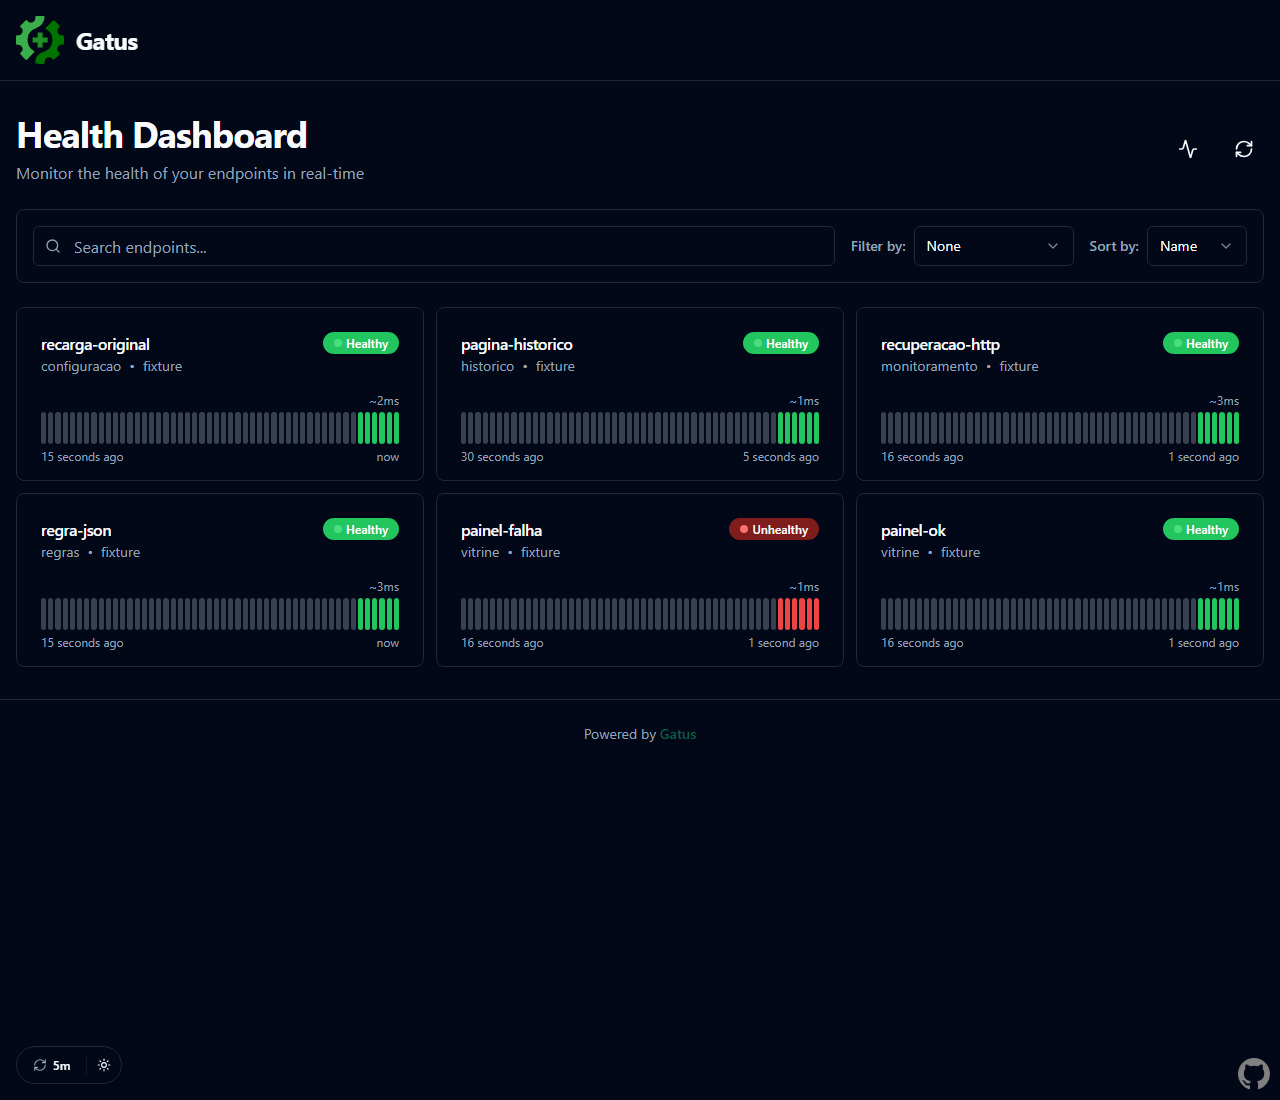 Gatus
Health Dashboard
Monitor the health of your endpoints in real-time
Search endpoints...
Filter by:
None
Sort by:
Name
recarga-original
Healthy
configuracao • fixture
~2ms
15 seconds ago
now
pagina-historico
Healthy
historico • fixture
~1ms
30 seconds ago
5 seconds ago
recuperacao-http
Healthy
monitoramento • fixture
~3ms
16 seconds ago
1 second ago
regra-json
Healthy
regras • fixture
~3ms
15 seconds ago
now
painel-falha
Unhealthy
vitrine • fixture
~1ms
16 seconds ago
1 second ago
painel-ok
Healthy
vitrine • fixture
~1ms
16 seconds ago
1 second ago
Powered by Gatus
5m